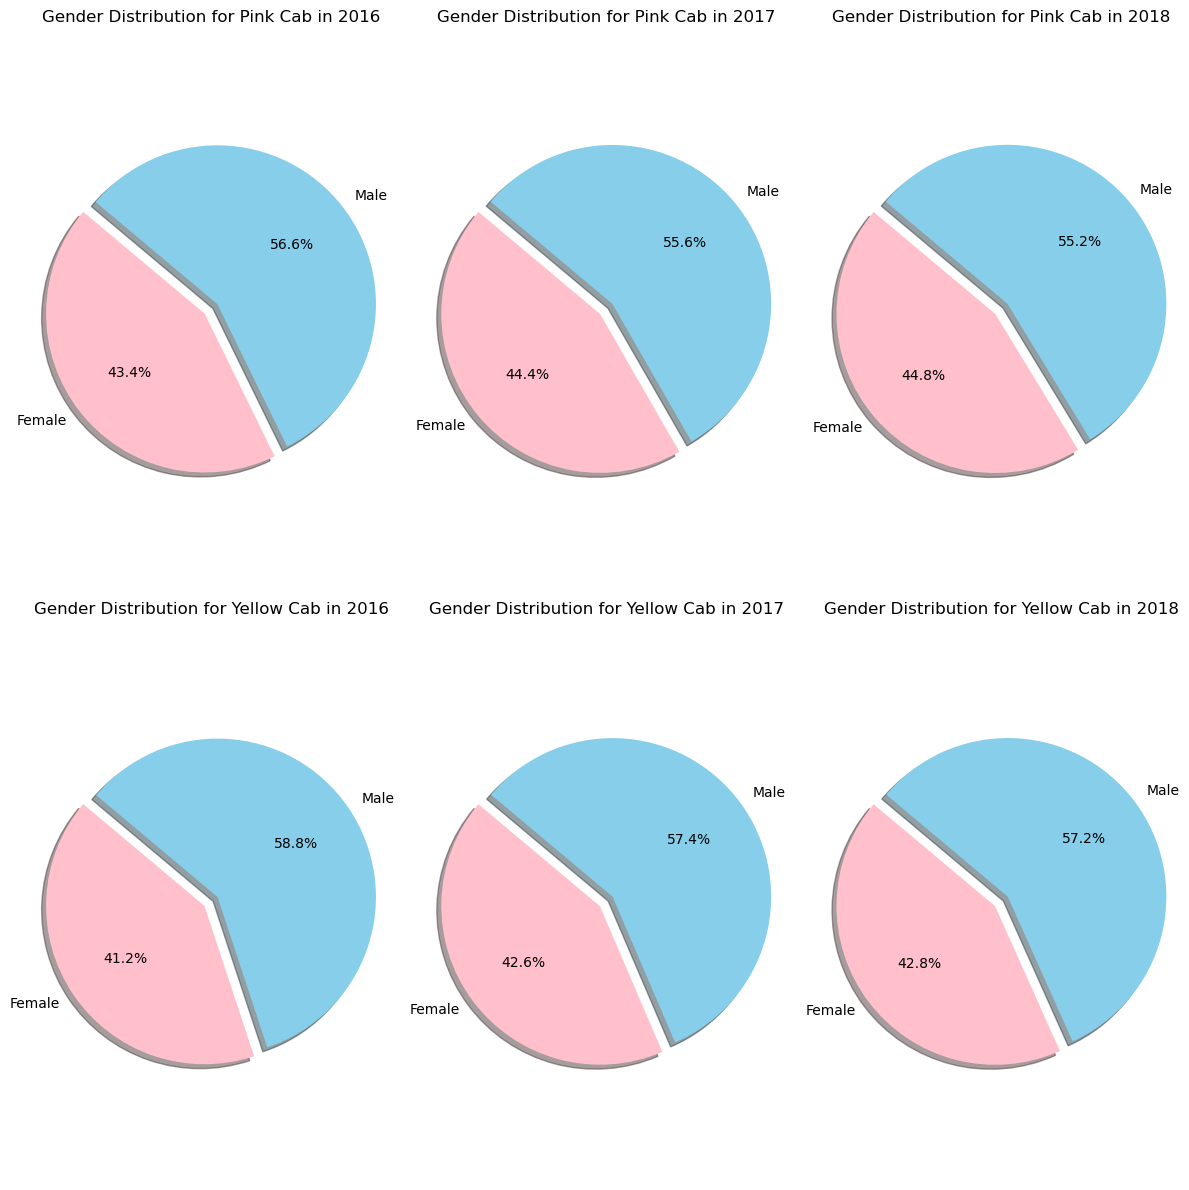 Gender Distribution for Pink Cab in 2016
Male
56.6%
43.4%
Female
Gender Distribution for Pink Cab in 2017
Male
55.6%
44.4%
Female
Gender Distribution for Pink Cab in 2018
Male
55.2%
44.8%
Female
Gender Distribution for Yellow Cab in 2016
Male
58.8%
41.2%
Female
Gender Distribution for Yellow Cab in 2017
Male
57.4%
42.6%
Female
Gender Distribution for Yellow Cab in 2018
Male
57.2%
42.8%
Female